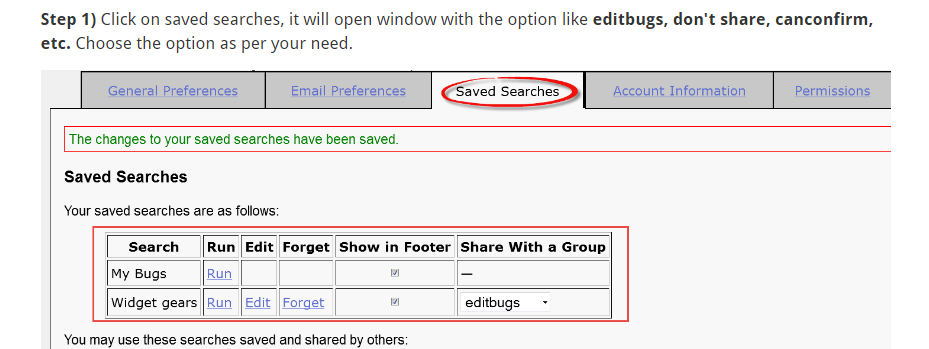 Step 1) Click on saved searches, it will open window with the option like editbugs, don't share, canconfirm,
etc. Choose the option as per your need.
General Preferences Email Preferences Saved Searches Account Information Permissions
The changes to your saved searches have been saved.
Saved Searches
Your saved searches are as follows:
Search Run Edit Forget Show in Footer Share With a Group
My Bugs Run —
Widget gears Run Edit Forget editbugs
You may use these searches saved and shared by others: